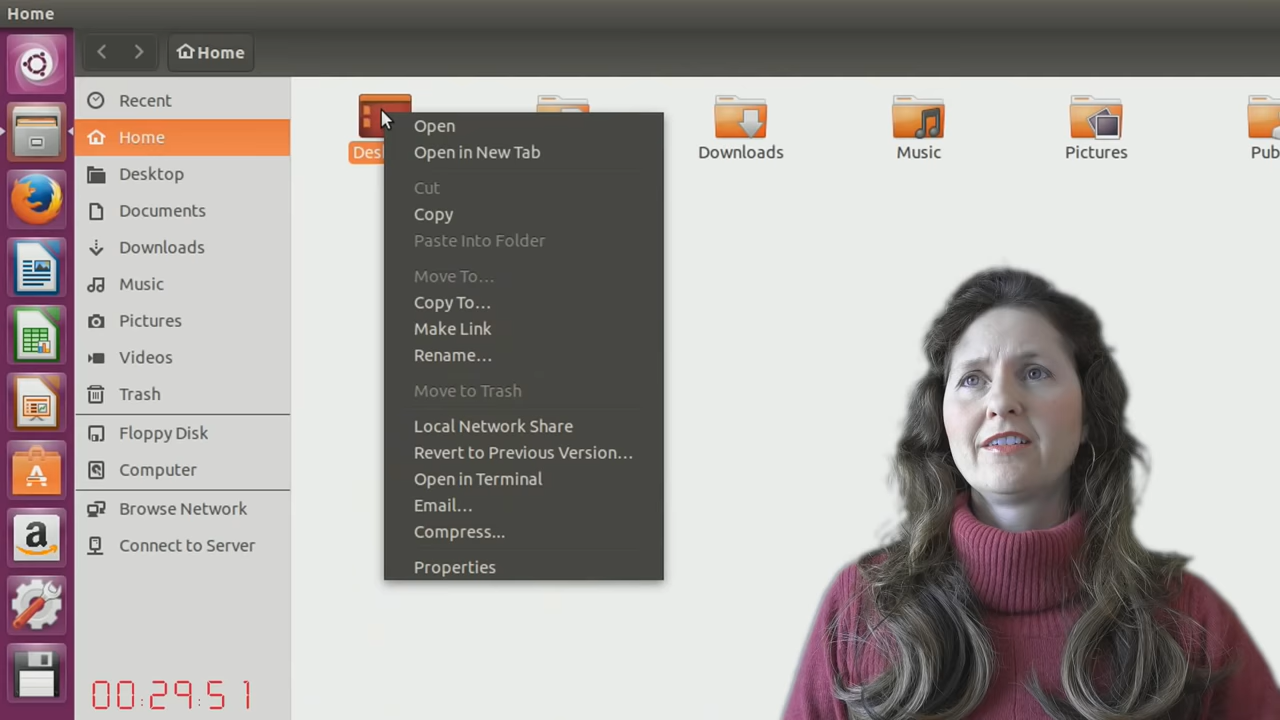 Home
Home
Recent
Home
Desktop
Documents
Downloads
Music
Pictures
Videos
Trash
Floppy Disk
Computer
Browse Network
Connect to Server
00:29:51
Des
Downloads
Music
Pictures
Pub
Open
Open in New Tab
Cut
Copy
Paste Into Folder
Move To…
Copy To…
Make Link
Rename…
Move to Trash
Local Network Share
Revert to Previous Version…
Open in Terminal
Email…
Compress...
Properties